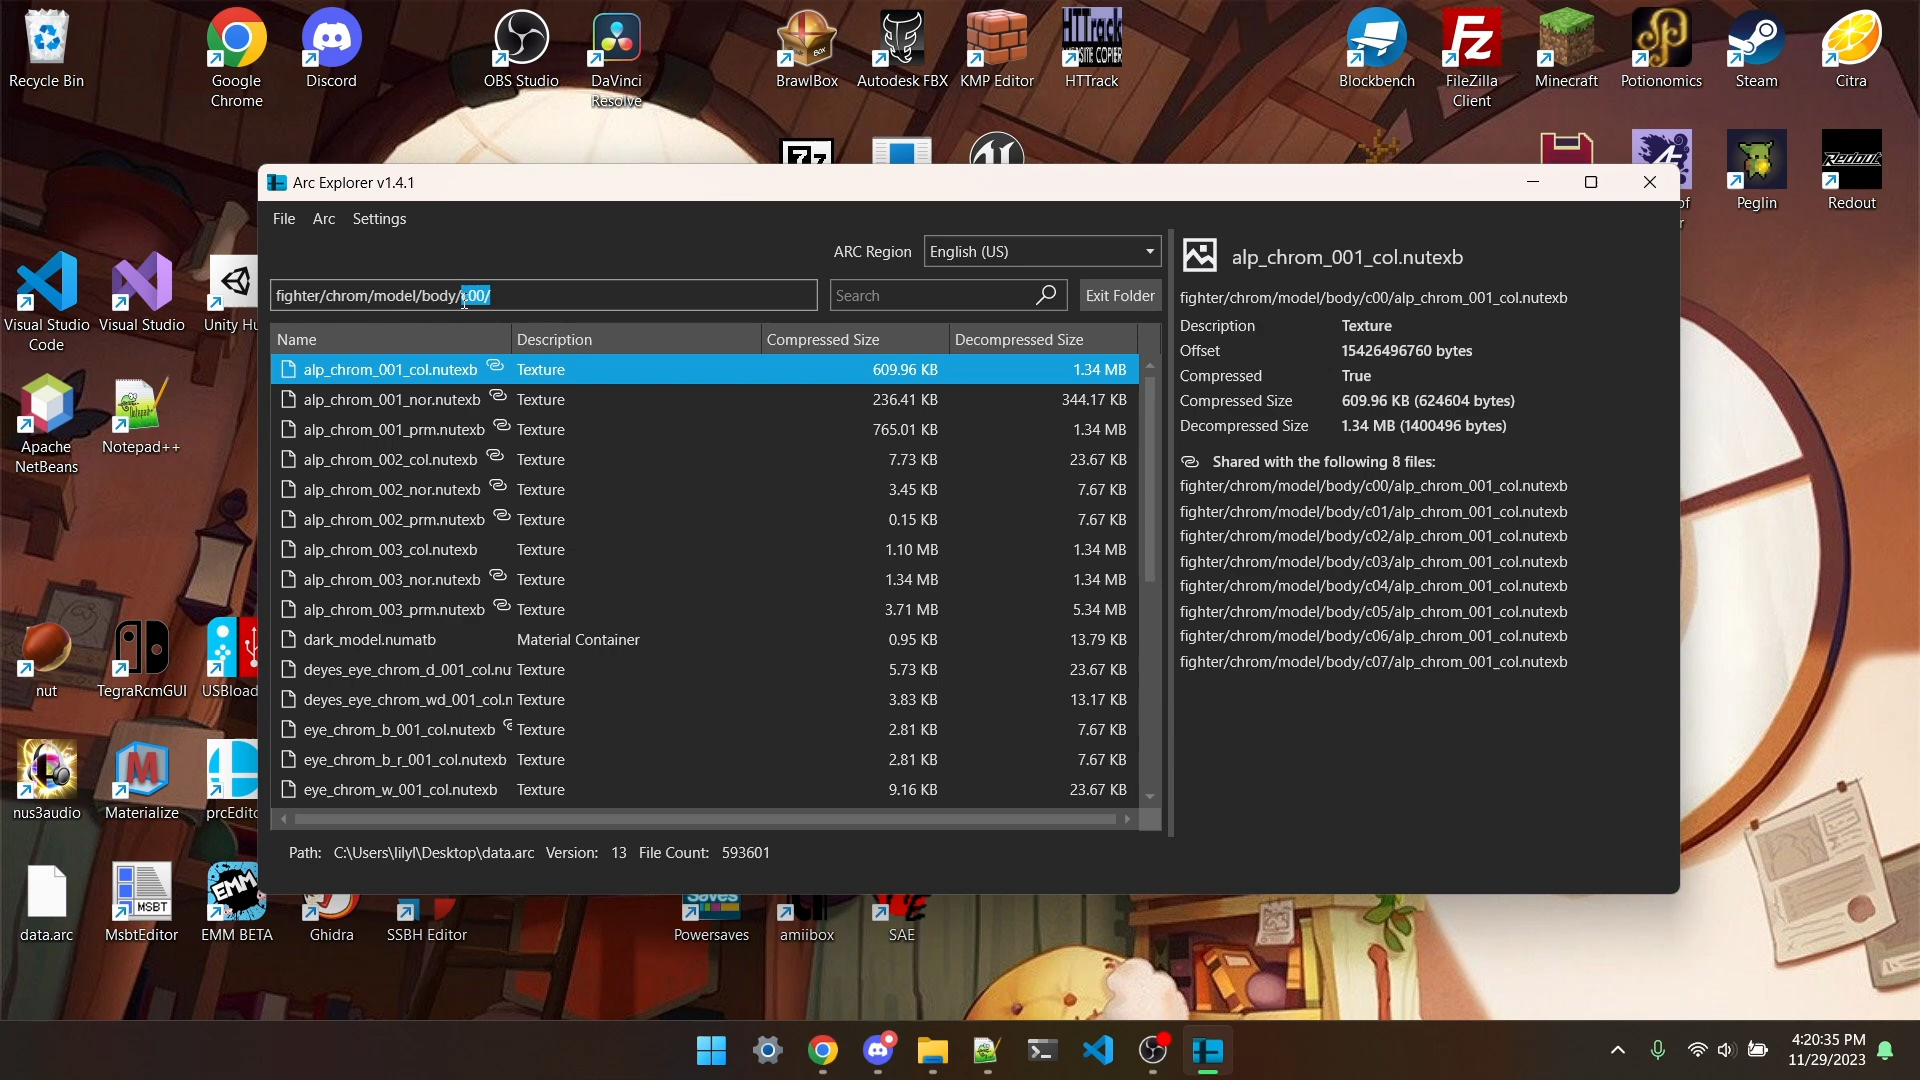 Recycle Bin
Google Chrome
Discord
OBS Studio
DaVinci Resolve
BrawlBox
Autodesk FBX
KMP Editor
HTTrack
Blockbench
FileZilla Client
Minecraft
Potionomics
Steam
Citra
Peglin
Redout
Visual Studio Code
Visual Studio
Unity Hu
Apache NetBeans
Notepad++
nut
TegraRcmGUI
USBload
nus3audio
Materialize
prcEdito
data.arc
MsbtEditor
EMM BETA
Ghidra
SSBH Editor
Powersaves
amiibox
SAE
Arc Explorer v1.4.1
File Arc Settings
ARC Region English (US)
fighter/chrom/model/body/c00/ Search Exit Folder
Name Description Compressed Size Decompressed Size
alp_chrom_001_col.nutexb Texture 609.96 KB 1.34 MB
alp_chrom_001_nor.nutexb Texture 236.41 KB 344.17 KB
alp_chrom_001_prm.nutexb Texture 765.01 KB 1.34 MB
alp_chrom_002_col.nutexb Texture 7.73 KB 23.67 KB
alp_chrom_002_nor.nutexb Texture 3.45 KB 7.67 KB
alp_chrom_002_prm.nutexb Texture 0.15 KB 7.67 KB
alp_chrom_003_col.nutexb Texture 1.10 MB 1.34 MB
alp_chrom_003_nor.nutexb Texture 1.34 MB 1.34 MB
alp_chrom_003_prm.nutexb Texture 3.71 MB 5.34 MB
dark_model.numatb Material Container 0.95 KB 13.79 KB
deyes_eye_chrom_d_001_col.nu Texture 5.73 KB 23.67 KB
deyes_eye_chrom_wd_001_col.n Texture 3.83 KB 13.17 KB
eye_chrom_b_001_col.nutexb Texture 2.81 KB 7.67 KB
eye_chrom_b_r_001_col.nutexb Texture 2.81 KB 7.67 KB
eye_chrom_w_001_col.nutexb Texture 9.16 KB 23.67 KB
Path: C:\Users\lilyl\Desktop\data.arc Version: 13 File Count: 593601
alp_chrom_001_col.nutexb
fighter/chrom/model/body/c00/alp_chrom_001_col.nutexb
Description Texture
Offset 15426496760 bytes
Compressed True
Compressed Size 609.96 KB (624604 bytes)
Decompressed Size 1.34 MB (1400496 bytes)
Shared with the following 8 files:
fighter/chrom/model/body/c00/alp_chrom_001_col.nutexb
fighter/chrom/model/body/c01/alp_chrom_001_col.nutexb
fighter/chrom/model/body/c02/alp_chrom_001_col.nutexb
fighter/chrom/model/body/c03/alp_chrom_001_col.nutexb
fighter/chrom/model/body/c04/alp_chrom_001_col.nutexb
fighter/chrom/model/body/c05/alp_chrom_001_col.nutexb
fighter/chrom/model/body/c06/alp_chrom_001_col.nutexb
fighter/chrom/model/body/c07/alp_chrom_001_col.nutexb
4:20:35 PM
11/29/2023